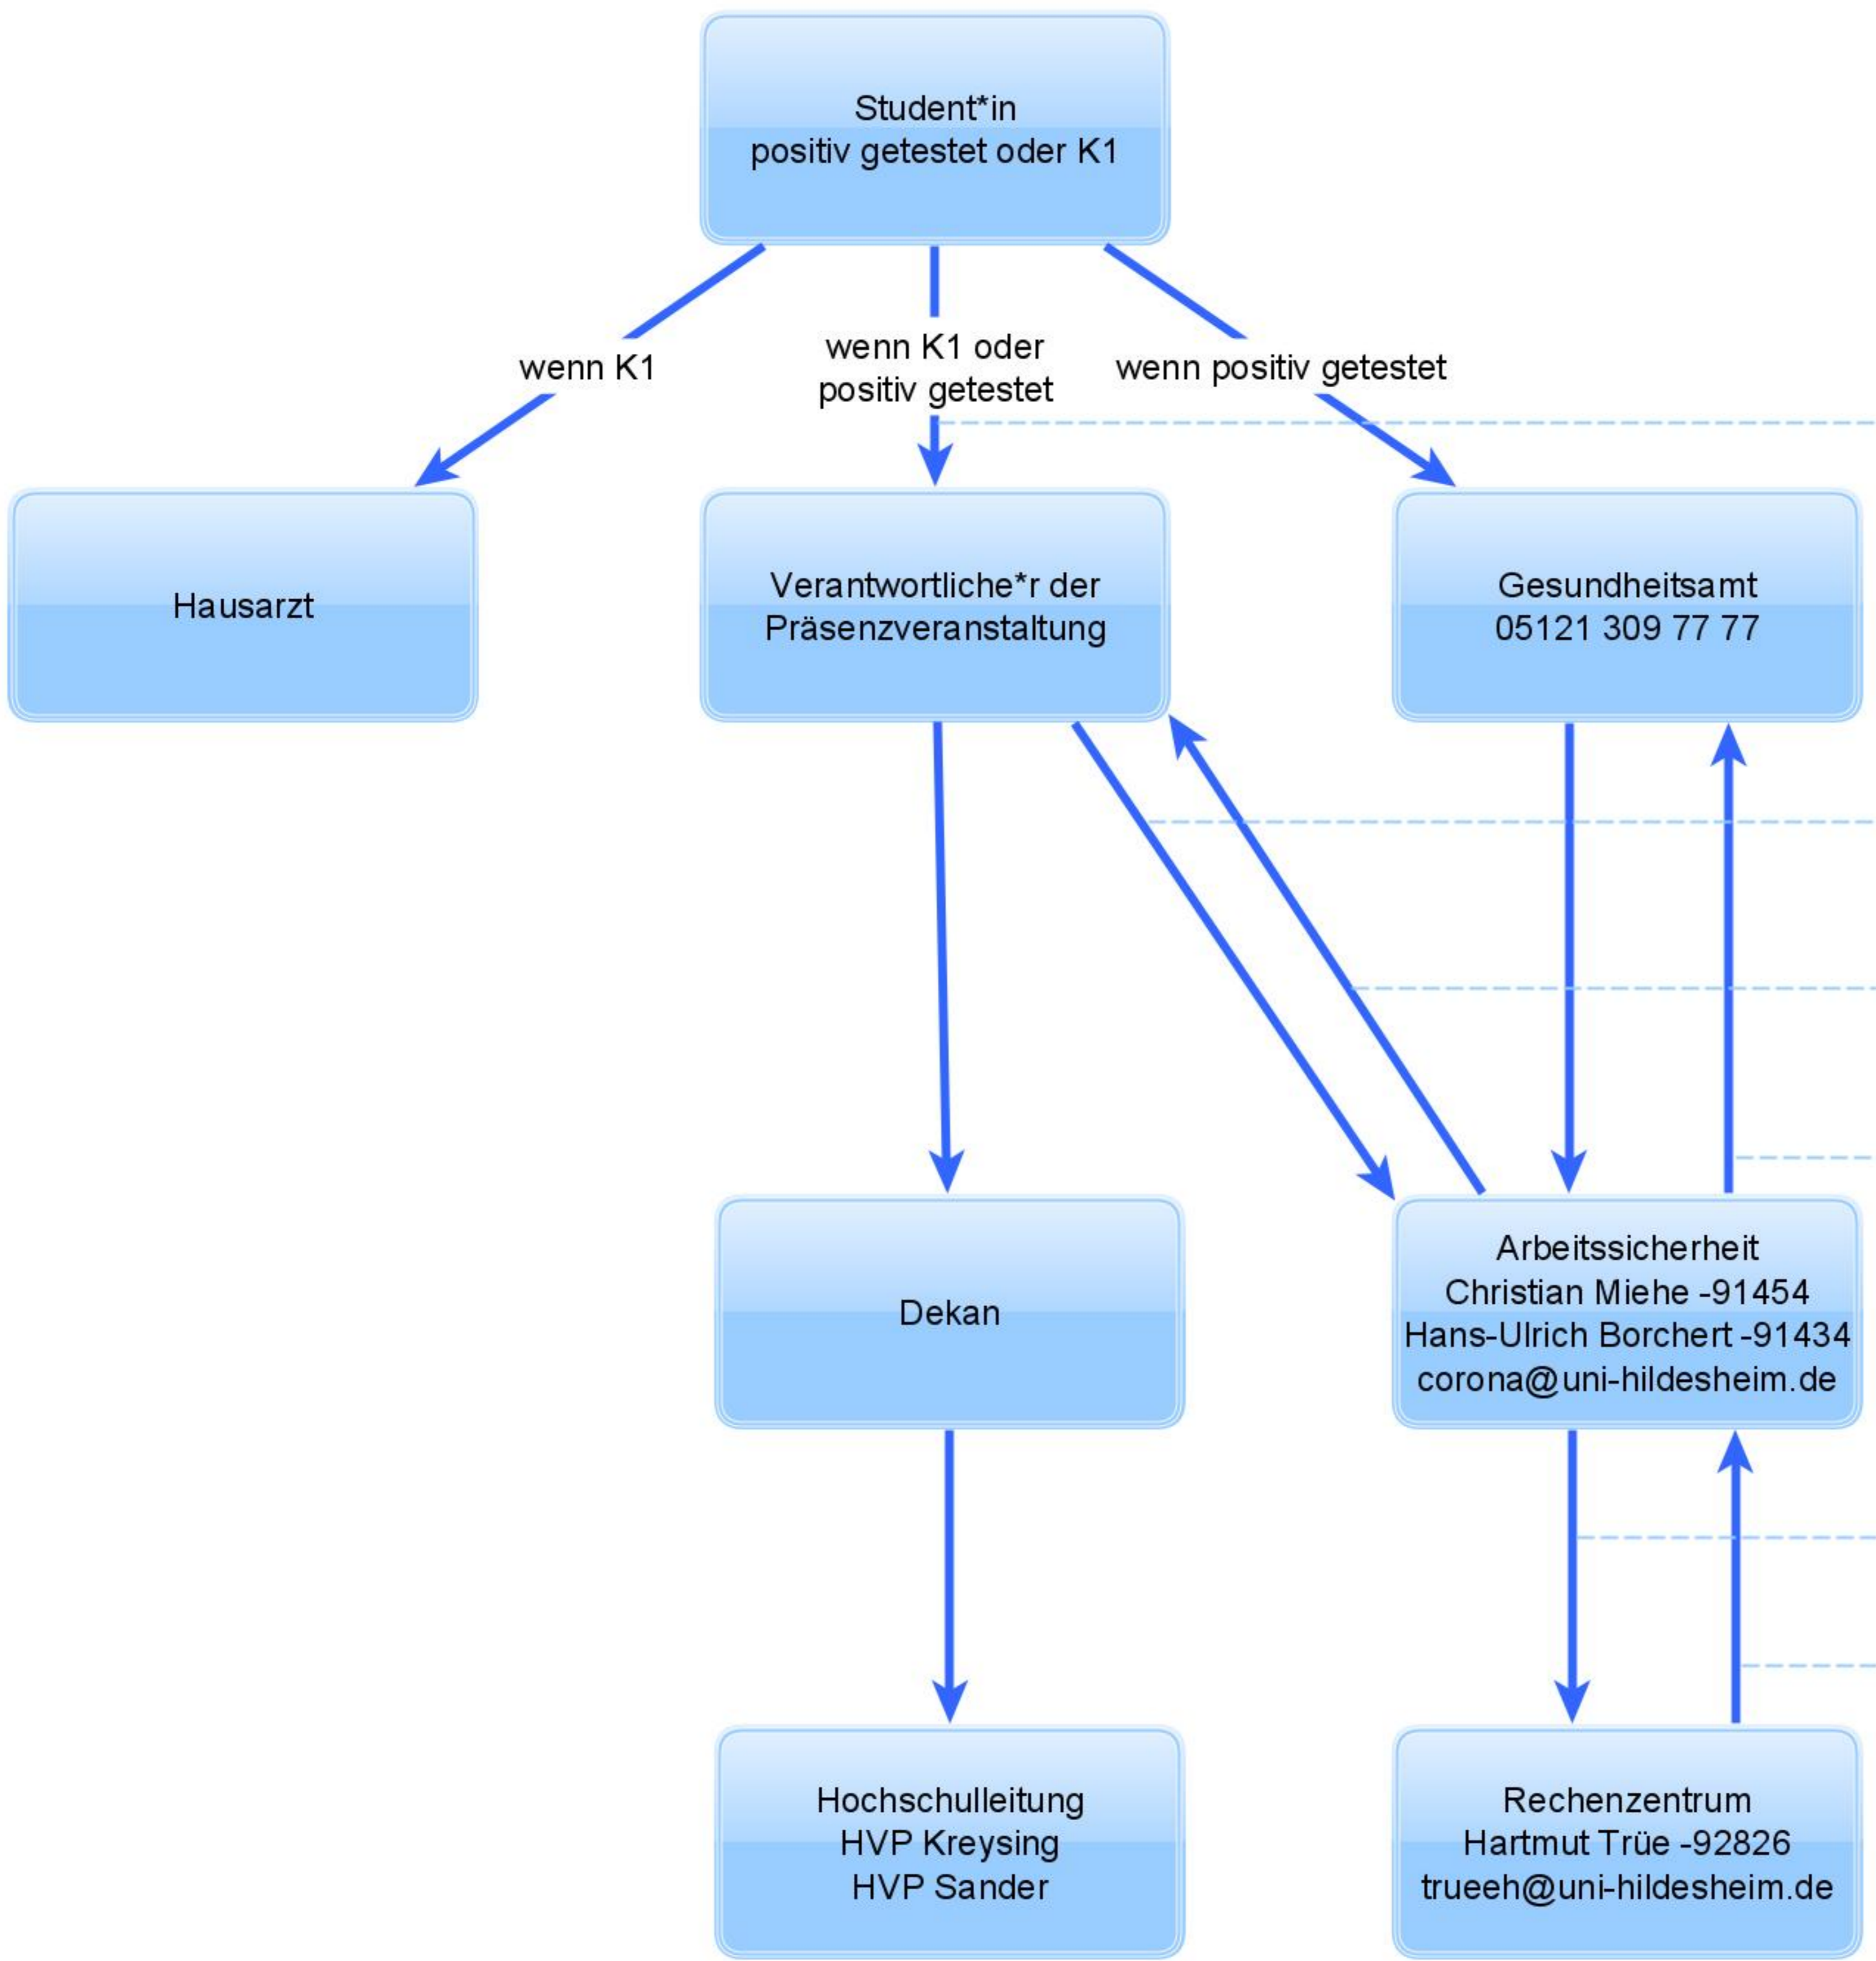 Student*in
positiv getestet oder K1
wenn K1
wenn K1 oder
positiv getestet
wenn positiv getestet
Hausarzt
Verantwortliche*r der
Präsenzveranstaltung
Gesundheitsamt
05121 309 77 77
Dekan
Arbeitssicherheit
Christian Miehe -91454
Hans-Ulrich Borchert -91434
corona@uni-hildesheim.de
Hochschulleitung
HVP Kreysing
HVP Sander
Rechenzentrum
Hartmut Trüe -92826
trueeh@uni-hildesheim.de